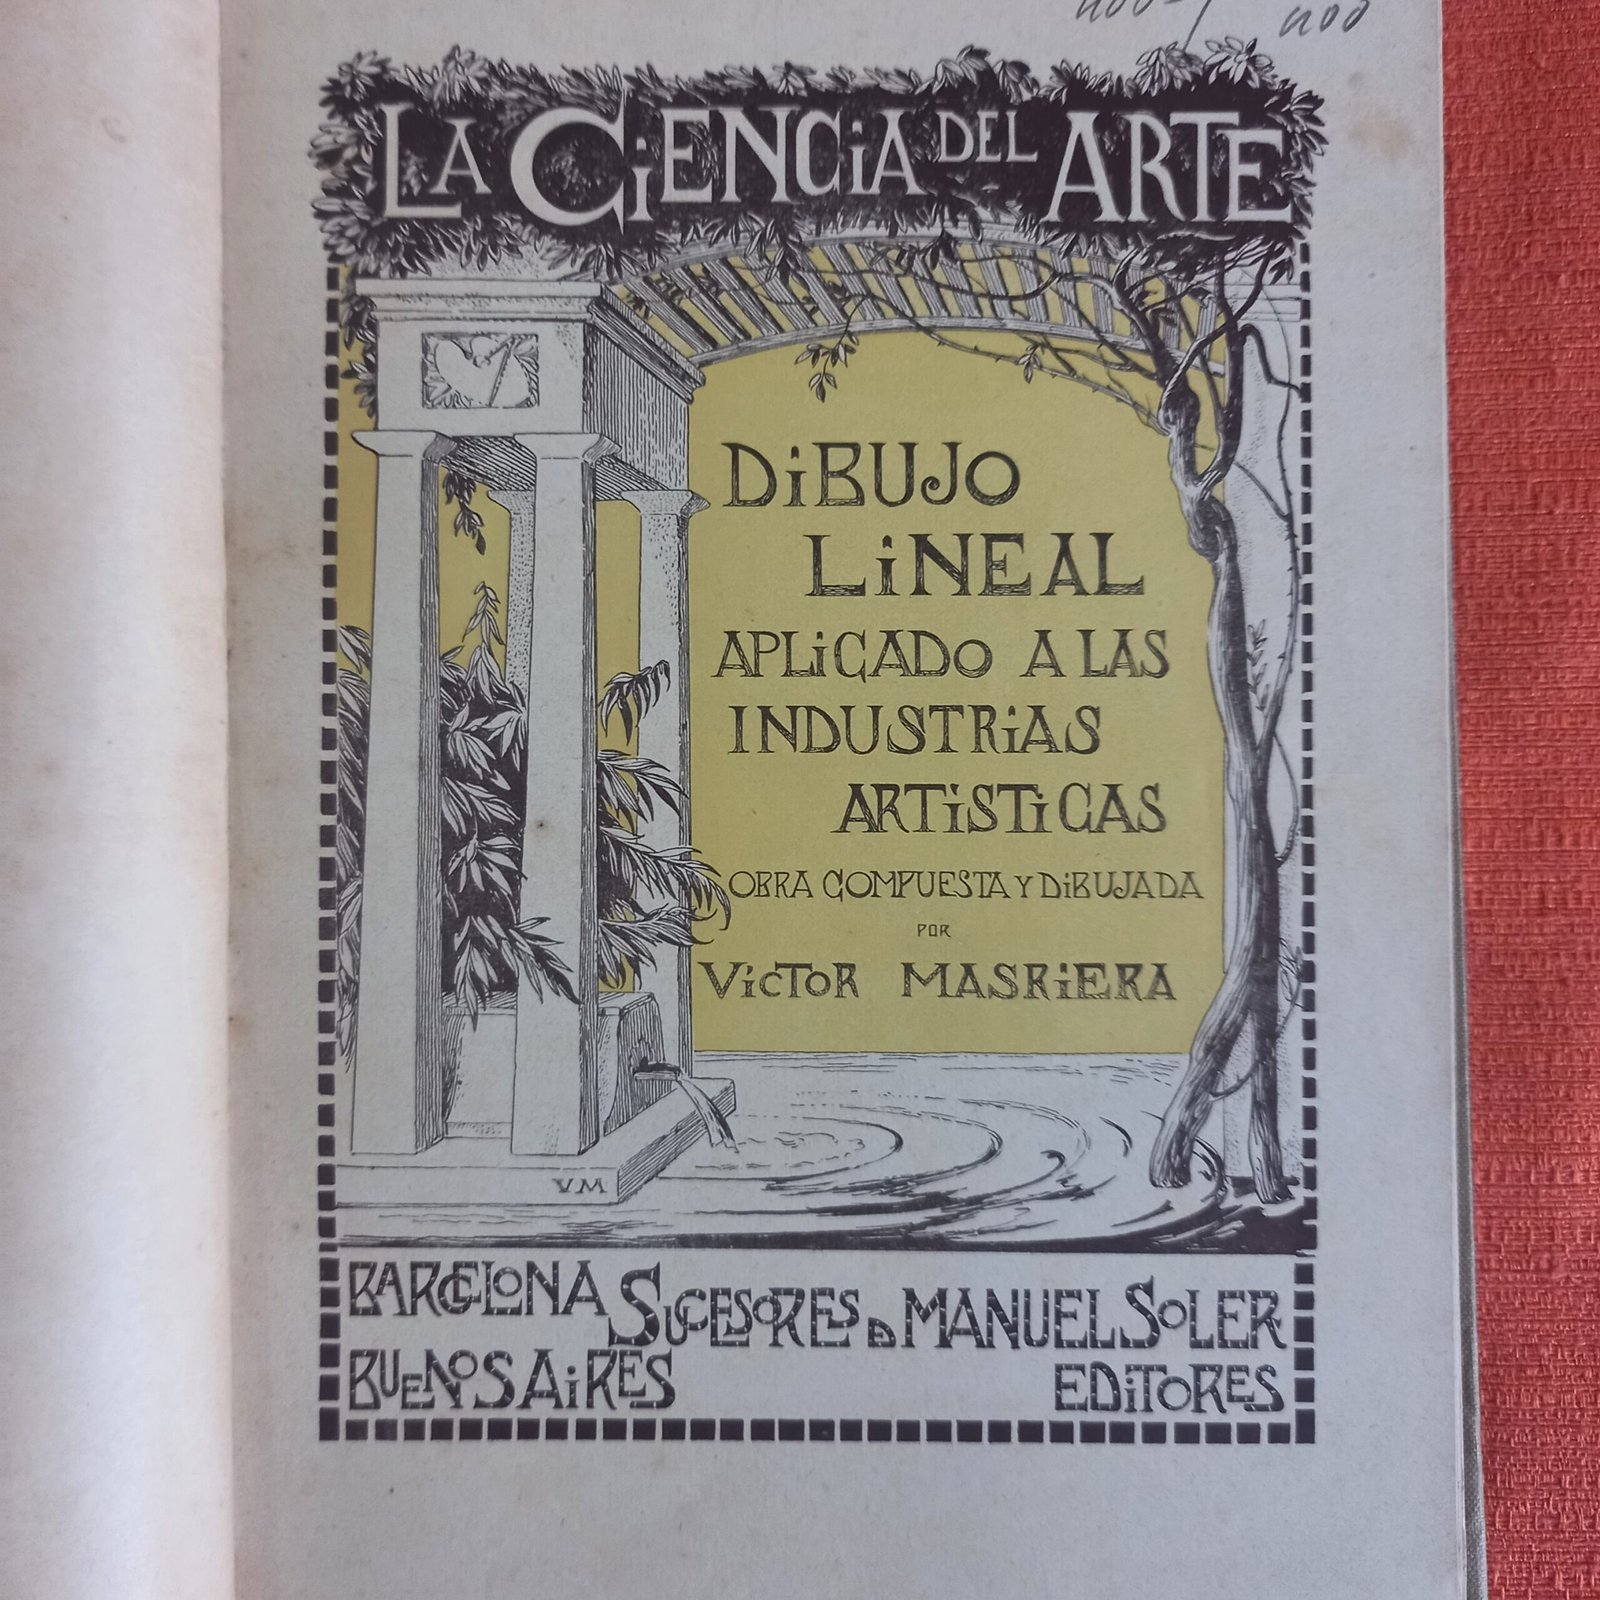 LA CiENCiA DEL ARTE
DiBUJO
LiNEAL
APLiCADO A LAS
INDUSTRiAS
ARTiSTiCAS
OBRA COMPUESTA Y DiBUJADA
POR
ViCTOR MASRiERA
VM
BARCELONA SUCESORES D MANUEL SOLER
BUENOS AiRES EDiTORES